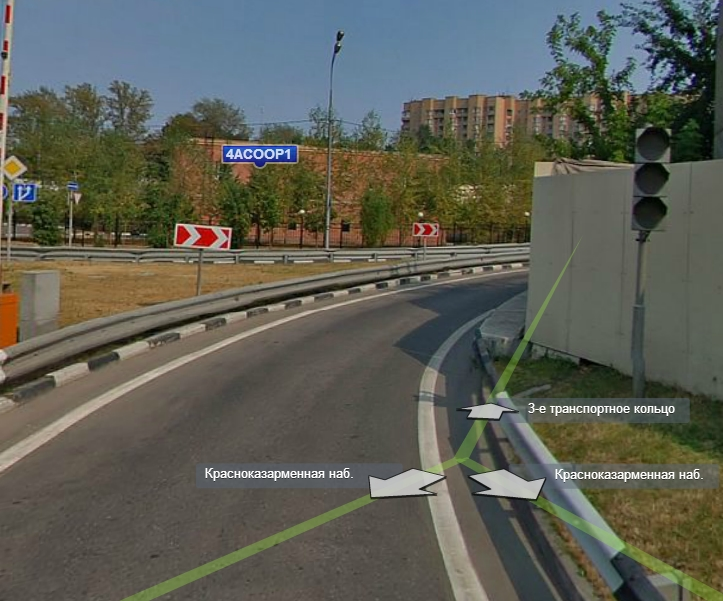 4АСООР1
3-е транспортное кольцо
Красноказарменная наб.
Красноказарменная наб.